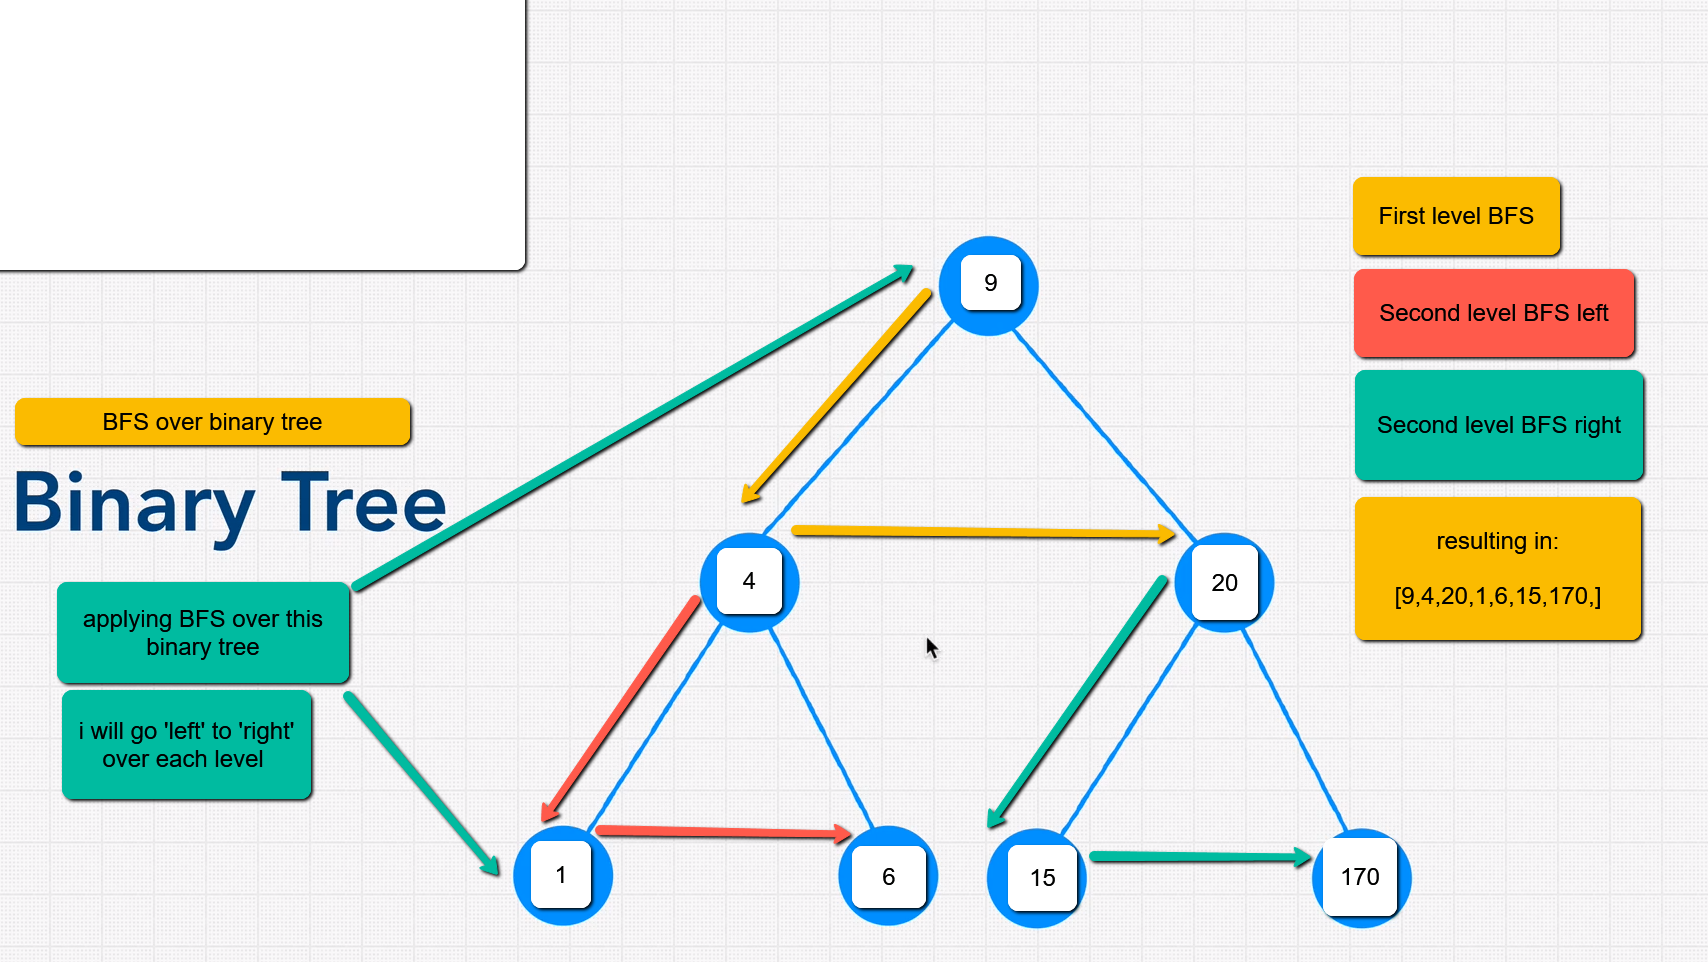 BFS over binary tree
Binary Tree
applying BFS over this
binary tree
i will go 'left' to 'right'
over each level
9
4
20
1
6
15
170
First level BFS
Second level BFS left
Second level BFS right
resulting in:
[9,4,20,1,6,15,170,]